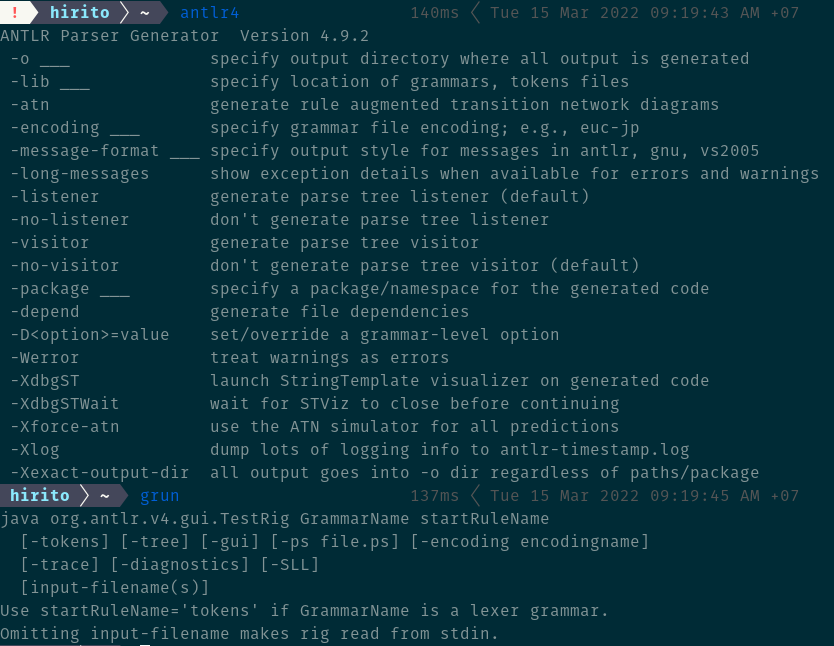 ! hirito ~ antlr4 140ms Tue 15 Mar 2022 09:19:43 AM +07
ANTLR Parser Generator  Version 4.9.2
 -o ___              specify output directory where all output is generated
 -lib ___            specify location of grammars, tokens files
 -atn                generate rule augmented transition network diagrams
 -encoding ___       specify grammar file encoding; e.g., euc-jp
 -message-format ___ specify output style for messages in antlr, gnu, vs2005
 -long-messages      show exception details when available for errors and warnings
 -listener           generate parse tree listener (default)
 -no-listener        don't generate parse tree listener
 -visitor            generate parse tree visitor
 -no-visitor         don't generate parse tree visitor (default)
 -package ___        specify a package/namespace for the generated code
 -depend             generate file dependencies
 -D<option>=value    set/override a grammar-level option
 -Werror             treat warnings as errors
 -XdbgST             launch StringTemplate visualizer on generated code
 -XdbgSTWait         wait for STViz to close before continuing
 -Xforce-atn         use the ATN simulator for all predictions
 -Xlog               dump lots of logging info to antlr-timestamp.log
 -Xexact-output-dir  all output goes into -o dir regardless of paths/package
hirito ~ grun 137ms Tue 15 Mar 2022 09:19:45 AM +07
java org.antlr.v4.gui.TestRig GrammarName startRuleName
  [-tokens] [-tree] [-gui] [-ps file.ps] [-encoding encodingname]
  [-trace] [-diagnostics] [-SLL]
  [input-filename(s)]
Use startRuleName='tokens' if GrammarName is a lexer grammar.
Omitting input-filename makes rig read from stdin.